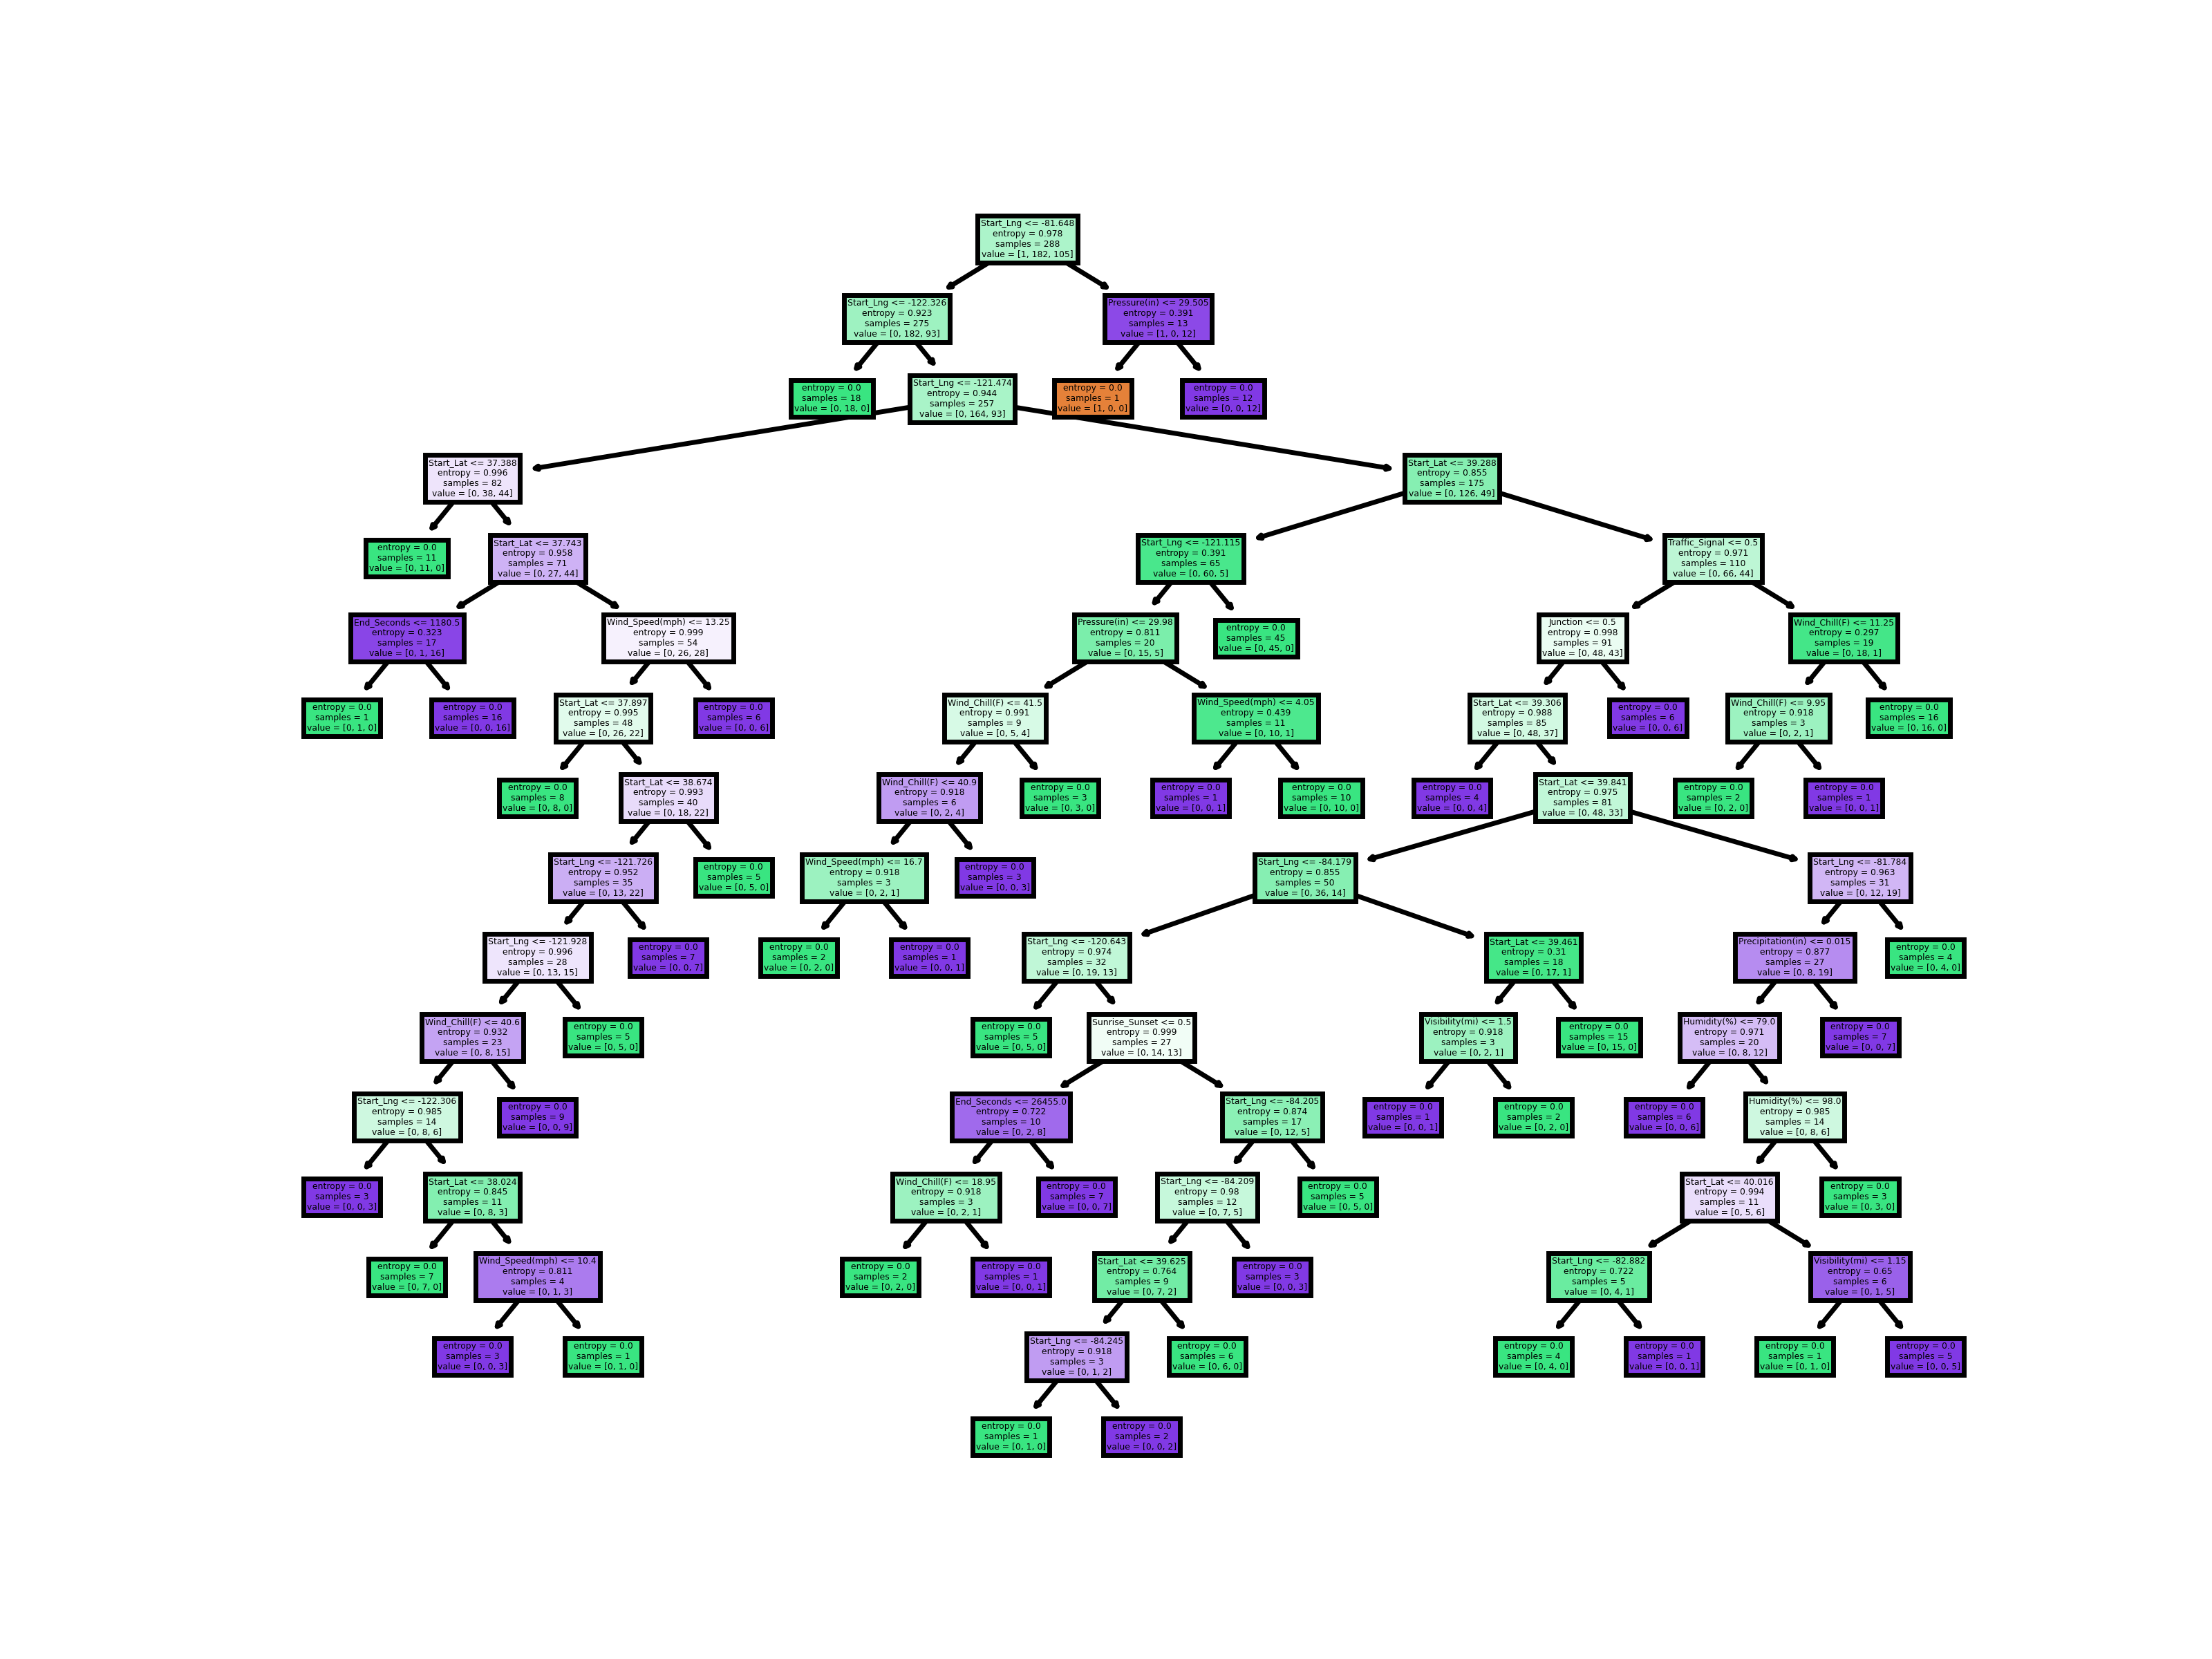 Start_Lng <= -81.648
entropy = 0.978
samples = 288
value = [1, 182, 105]
Start_Lng <= -122.326
entropy = 0.923
samples = 275
value = [0, 182, 93]
Pressure(in) <= 29.505
entropy = 0.391
samples = 13
value = [1, 0, 12]
entropy = 0.0
samples = 18
value = [0, 18, 0]
Start_Lng <= -121.474
entropy = 0.944
samples = 257
value = [0, 164, 93]
entropy = 0.0
samples = 1
value = [1, 0, 0]
entropy = 0.0
samples = 12
value = [0, 0, 12]
Start_Lat <= 37.388
entropy = 0.996
samples = 82
value = [0, 38, 44]
Start_Lat <= 39.288
entropy = 0.855
samples = 175
value = [0, 126, 49]
entropy = 0.0
samples = 11
value = [0, 11, 0]
Start_Lat <= 37.743
entropy = 0.958
samples = 71
value = [0, 27, 44]
Start_Lng <= -121.115
entropy = 0.391
samples = 65
value = [0, 60, 5]
Traffic_Signal <= 0.5
entropy = 0.971
samples = 110
value = [0, 66, 44]
End_Seconds <= 1180.5
entropy = 0.323
samples = 17
value = [0, 1, 16]
Wind_Speed(mph) <= 13.25
entropy = 0.999
samples = 54
value = [0, 26, 28]
Pressure(in) <= 29.98
entropy = 0.811
samples = 20
value = [0, 15, 5]
entropy = 0.0
samples = 45
value = [0, 45, 0]
Junction <= 0.5
entropy = 0.998
samples = 91
value = [0, 48, 43]
Wind_Chill(F) <= 11.25
entropy = 0.297
samples = 19
value = [0, 18, 1]
entropy = 0.0
samples = 1
value = [0, 1, 0]
entropy = 0.0
samples = 16
value = [0, 0, 16]
Start_Lat <= 37.897
entropy = 0.995
samples = 48
value = [0, 26, 22]
entropy = 0.0
samples = 6
value = [0, 0, 6]
Wind_Chill(F) <= 41.5
entropy = 0.991
samples = 9
value = [0, 5, 4]
Wind_Speed(mph) <= 4.05
entropy = 0.439
samples = 11
value = [0, 10, 1]
Start_Lat <= 39.306
entropy = 0.988
samples = 85
value = [0, 48, 37]
entropy = 0.0
samples = 6
value = [0, 0, 6]
Wind_Chill(F) <= 9.95
entropy = 0.918
samples = 3
value = [0, 2, 1]
entropy = 0.0
samples = 16
value = [0, 16, 0]
entropy = 0.0
samples = 8
value = [0, 8, 0]
Start_Lat <= 38.674
entropy = 0.993
samples = 40
value = [0, 18, 22]
Wind_Chill(F) <= 40.9
entropy = 0.918
samples = 6
value = [0, 2, 4]
entropy = 0.0
samples = 3
value = [0, 3, 0]
entropy = 0.0
samples = 1
value = [0, 0, 1]
entropy = 0.0
samples = 10
value = [0, 10, 0]
entropy = 0.0
samples = 4
value = [0, 0, 4]
Start_Lat <= 39.841
entropy = 0.975
samples = 81
value = [0, 48, 33]
entropy = 0.0
samples = 2
value = [0, 2, 0]
entropy = 0.0
samples = 1
value = [0, 0, 1]
Start_Lng <= -121.726
entropy = 0.952
samples = 35
value = [0, 13, 22]
entropy = 0.0
samples = 5
value = [0, 5, 0]
Wind_Speed(mph) <= 16.7
entropy = 0.918
samples = 3
value = [0, 2, 1]
entropy = 0.0
samples = 3
value = [0, 0, 3]
Start_Lng <= -84.179
entropy = 0.855
samples = 50
value = [0, 36, 14]
Start_Lng <= -81.784
entropy = 0.963
samples = 31
value = [0, 12, 19]
Start_Lng <= -121.928
entropy = 0.996
samples = 28
value = [0, 13, 15]
entropy = 0.0
samples = 7
value = [0, 0, 7]
entropy = 0.0
samples = 2
value = [0, 2, 0]
entropy = 0.0
samples = 1
value = [0, 0, 1]
Start_Lng <= -120.643
entropy = 0.974
samples = 32
value = [0, 19, 13]
Start_Lat <= 39.461
entropy = 0.31
samples = 18
value = [0, 17, 1]
Precipitation(in) <= 0.015
entropy = 0.877
samples = 27
value = [0, 8, 19]
entropy = 0.0
samples = 4
value = [0, 4, 0]
Wind_Chill(F) <= 40.6
entropy = 0.932
samples = 23
value = [0, 8, 15]
entropy = 0.0
samples = 5
value = [0, 5, 0]
entropy = 0.0
samples = 5
value = [0, 5, 0]
Sunrise_Sunset <= 0.5
entropy = 0.999
samples = 27
value = [0, 14, 13]
Visibility(mi) <= 1.5
entropy = 0.918
samples = 3
value = [0, 2, 1]
entropy = 0.0
samples = 15
value = [0, 15, 0]
Humidity(%) <= 79.0
entropy = 0.971
samples = 20
value = [0, 8, 12]
entropy = 0.0
samples = 7
value = [0, 0, 7]
Start_Lng <= -122.306
entropy = 0.985
samples = 14
value = [0, 8, 6]
entropy = 0.0
samples = 9
value = [0, 0, 9]
End_Seconds <= 26455.0
entropy = 0.722
samples = 10
value = [0, 2, 8]
Start_Lng <= -84.205
entropy = 0.874
samples = 17
value = [0, 12, 5]
entropy = 0.0
samples = 1
value = [0, 0, 1]
entropy = 0.0
samples = 2
value = [0, 2, 0]
entropy = 0.0
samples = 6
value = [0, 0, 6]
Humidity(%) <= 98.0
entropy = 0.985
samples = 14
value = [0, 8, 6]
entropy = 0.0
samples = 3
value = [0, 0, 3]
Start_Lat <= 38.024
entropy = 0.845
samples = 11
value = [0, 8, 3]
Wind_Chill(F) <= 18.95
entropy = 0.918
samples = 3
value = [0, 2, 1]
entropy = 0.0
samples = 7
value = [0, 0, 7]
Start_Lng <= -84.209
entropy = 0.98
samples = 12
value = [0, 7, 5]
entropy = 0.0
samples = 5
value = [0, 5, 0]
Start_Lat <= 40.016
entropy = 0.994
samples = 11
value = [0, 5, 6]
entropy = 0.0
samples = 3
value = [0, 3, 0]
entropy = 0.0
samples = 7
value = [0, 7, 0]
Wind_Speed(mph) <= 10.4
entropy = 0.811
samples = 4
value = [0, 1, 3]
entropy = 0.0
samples = 2
value = [0, 2, 0]
entropy = 0.0
samples = 1
value = [0, 0, 1]
Start_Lat <= 39.625
entropy = 0.764
samples = 9
value = [0, 7, 2]
entropy = 0.0
samples = 3
value = [0, 0, 3]
Start_Lng <= -82.882
entropy = 0.722
samples = 5
value = [0, 4, 1]
Visibility(mi) <= 1.15
entropy = 0.65
samples = 6
value = [0, 1, 5]
entropy = 0.0
samples = 3
value = [0, 0, 3]
entropy = 0.0
samples = 1
value = [0, 1, 0]
Start_Lng <= -84.245
entropy = 0.918
samples = 3
value = [0, 1, 2]
entropy = 0.0
samples = 6
value = [0, 6, 0]
entropy = 0.0
samples = 4
value = [0, 4, 0]
entropy = 0.0
samples = 1
value = [0, 0, 1]
entropy = 0.0
samples = 1
value = [0, 1, 0]
entropy = 0.0
samples = 5
value = [0, 0, 5]
entropy = 0.0
samples = 1
value = [0, 1, 0]
entropy = 0.0
samples = 2
value = [0, 0, 2]